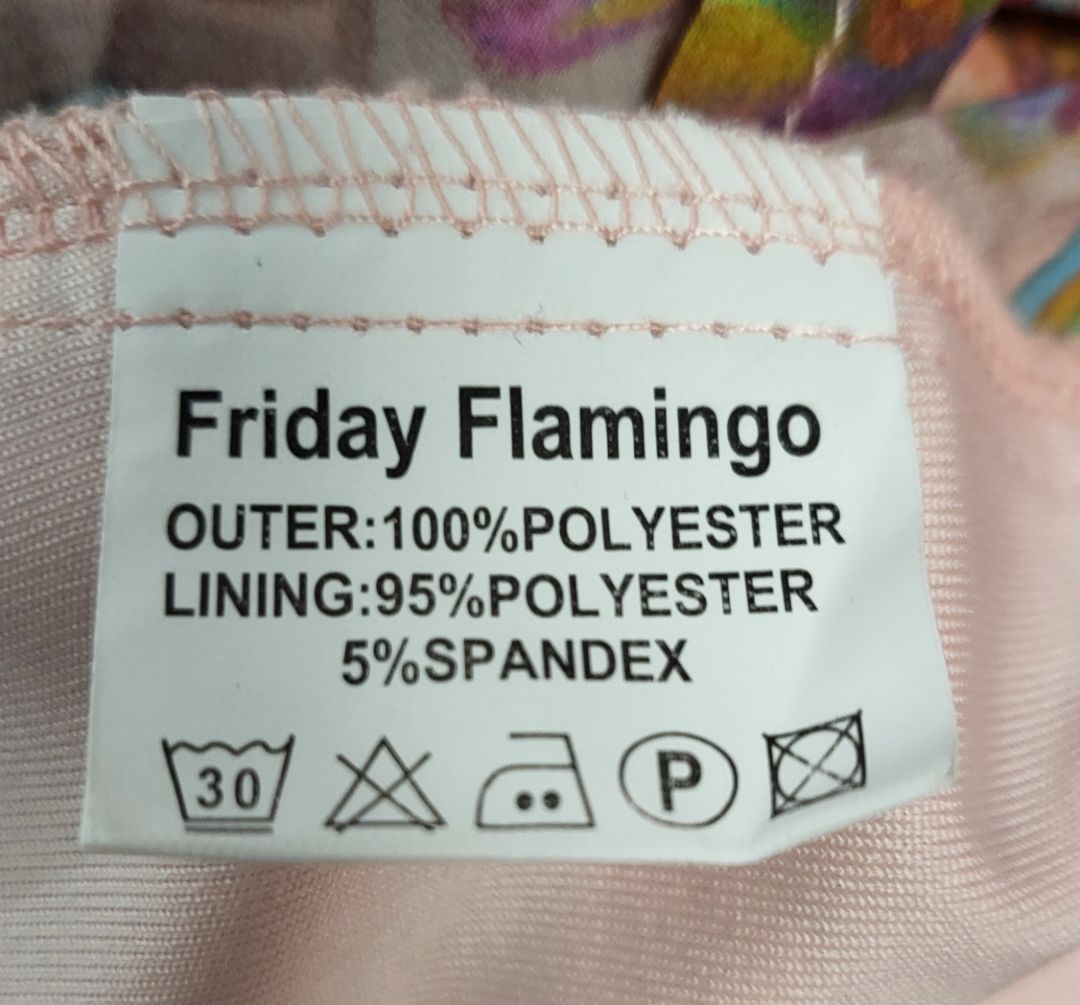 Friday Flamingo
OUTER:100%POLYESTER
LINING:95%POLYESTER
5%SPANDEX
30 P